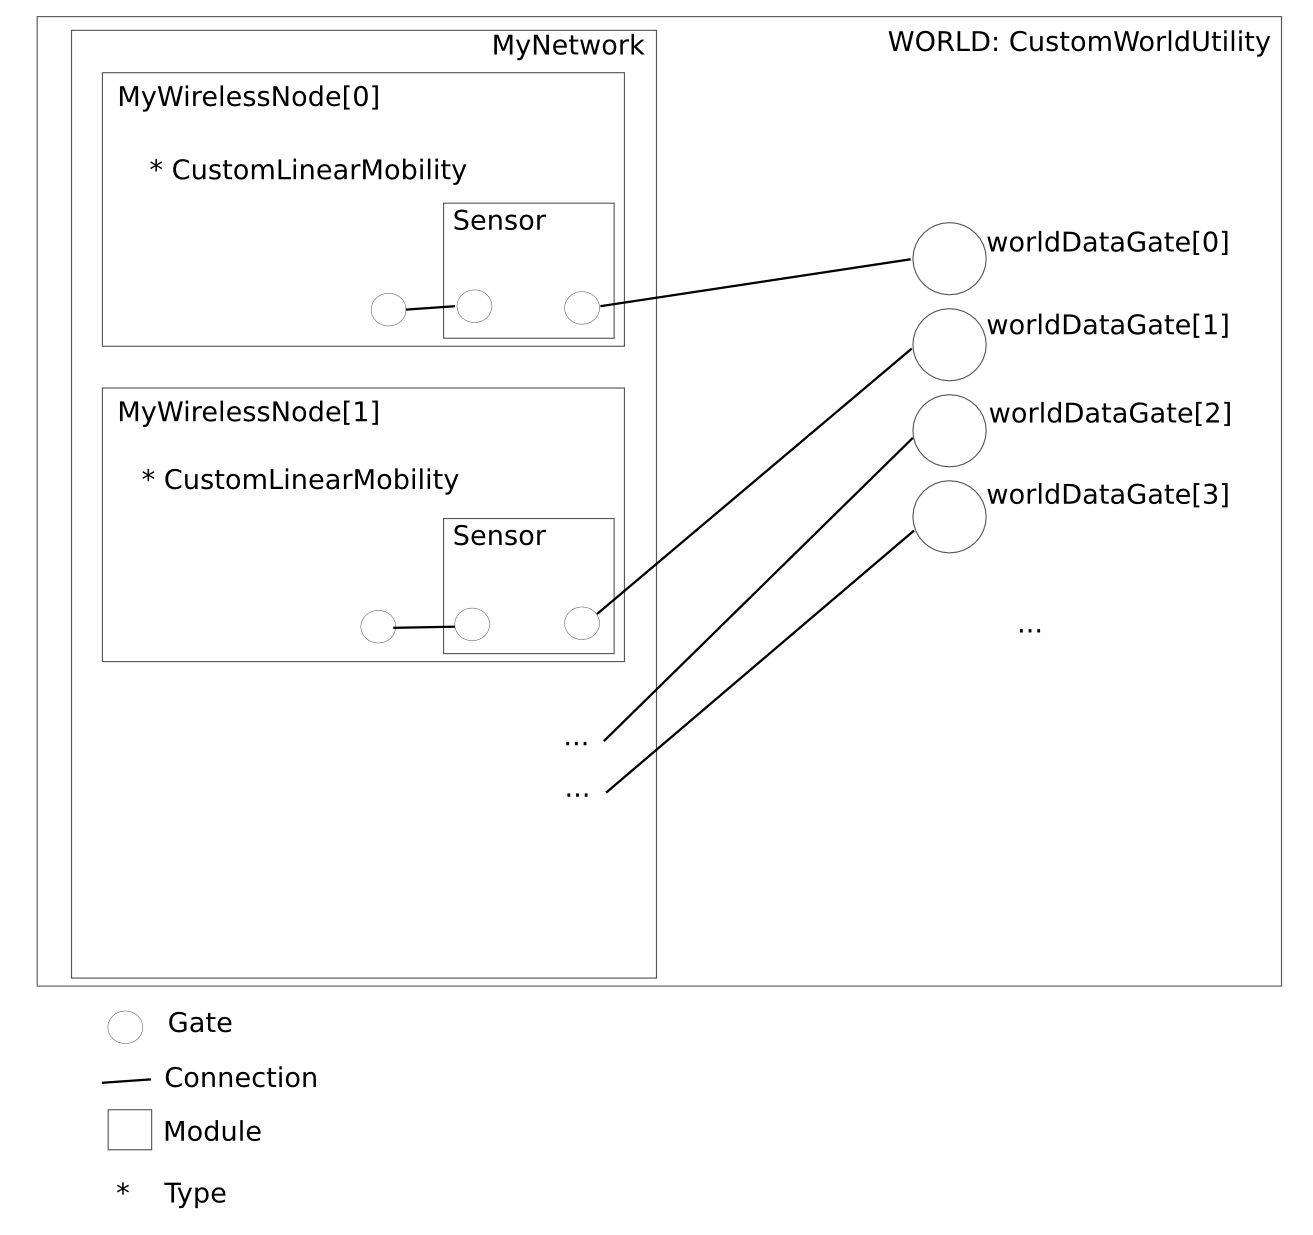 MyNetwork
WORLD: CustomWorldUtility
MyWirelessNode[0]
* CustomLinearMobility
Sensor
worldDataGate[0]
worldDataGate[1]
MyWirelessNode[1]
worldDataGate[2]
* CustomLinearMobility
worldDataGate[3]
Sensor
...
...
...
Gate
Connection
Module
* Type